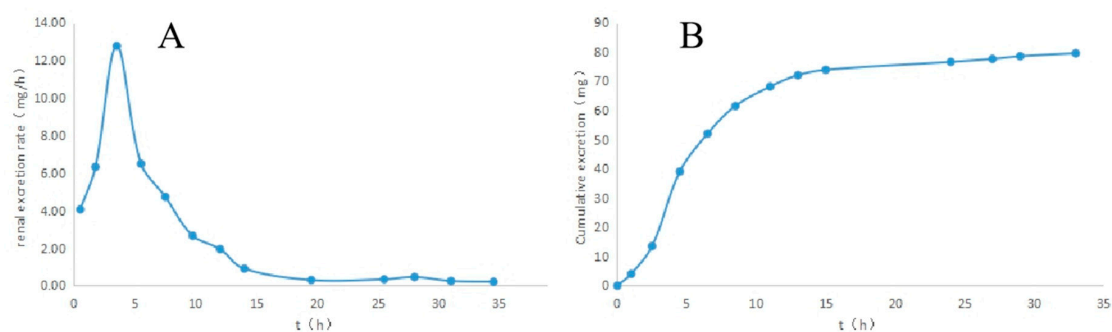 A
renal excretion rate（mg/h）
14.00
12.00
10.00
8.00
6.00
4.00
2.00
0.00
0 5 10 15 20 25 30 35
t（h）
B
Cumulative excretion（mg）
90
80
70
60
50
40
30
20
10
0
0 5 10 15 20 25 30 35
t（h）